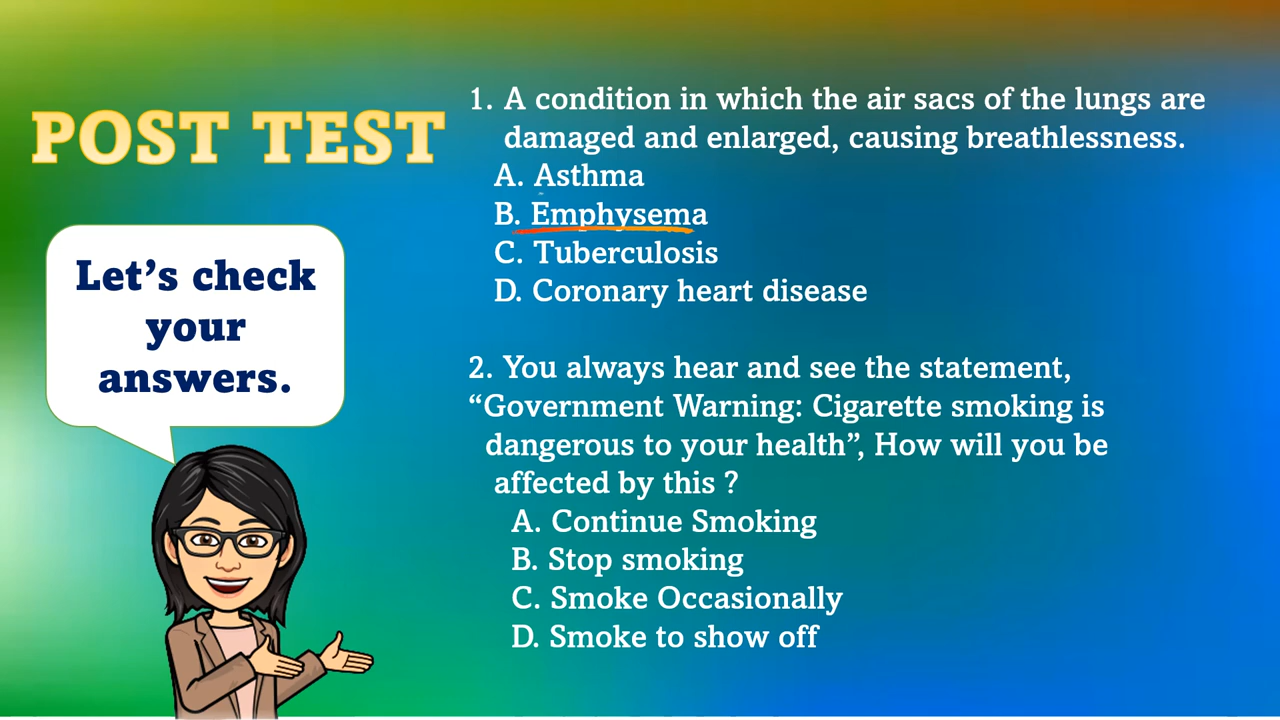 POST TEST
Let’s check
your
answers.
1. A condition in which the air sacs of the lungs are
damaged and enlarged, causing breathlessness.
A. Asthma
B. Emphysema
C. Tuberculosis
D. Coronary heart disease
2. You always hear and see the statement,
“Government Warning: Cigarette smoking is
dangerous to your health”, How will you be
affected by this ?
A. Continue Smoking
B. Stop smoking
C. Smoke Occasionally
D. Smoke to show off